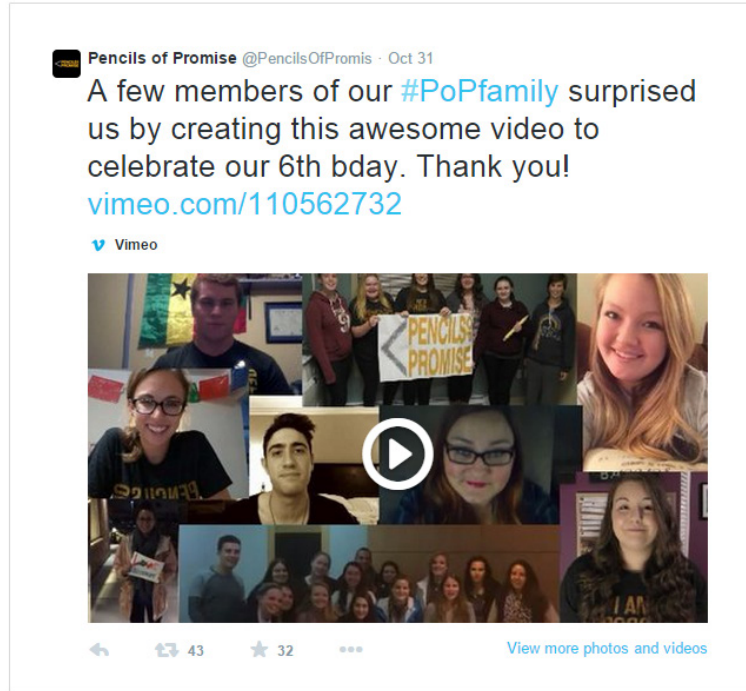 Pencils of Promise @PencilsOfPromis · Oct 31
A few members of our #PoPfamily surprised
us by creating this awesome video to
celebrate our 6th bday. Thank you!
vimeo.com/110562732
Vimeo
PENCILS
PROMISE
I AM
43
32
View more photos and videos